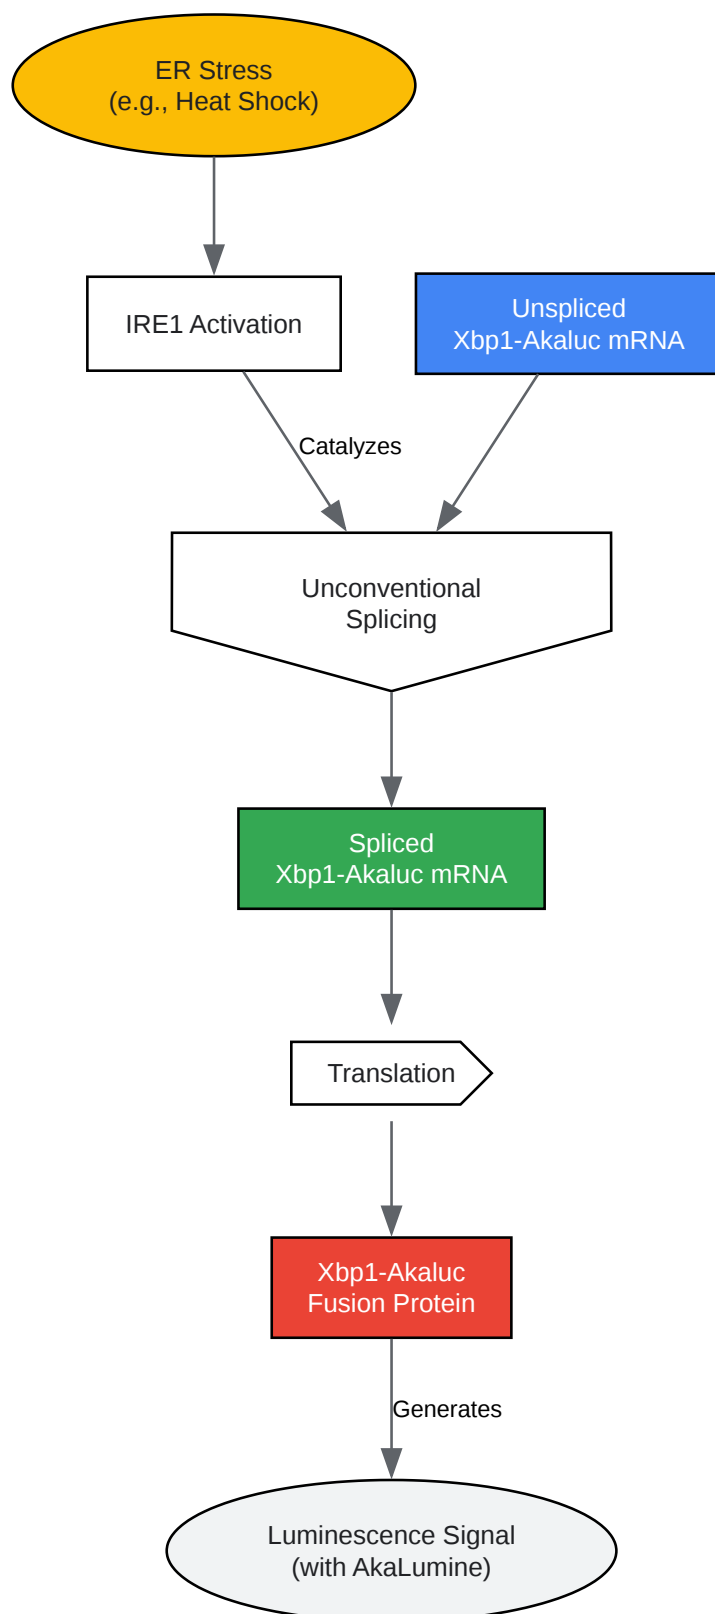 ER Stress
(e.g., Heat Shock)
IRE1 Activation
Unspliced
Xbp1-Akaluc mRNA
Catalyzes
Unconventional
Splicing
Spliced
Xbp1-Akaluc mRNA
Translation
Xbp1-Akaluc
Fusion Protein
Generates
Luminescence Signal
(with AkaLumine)